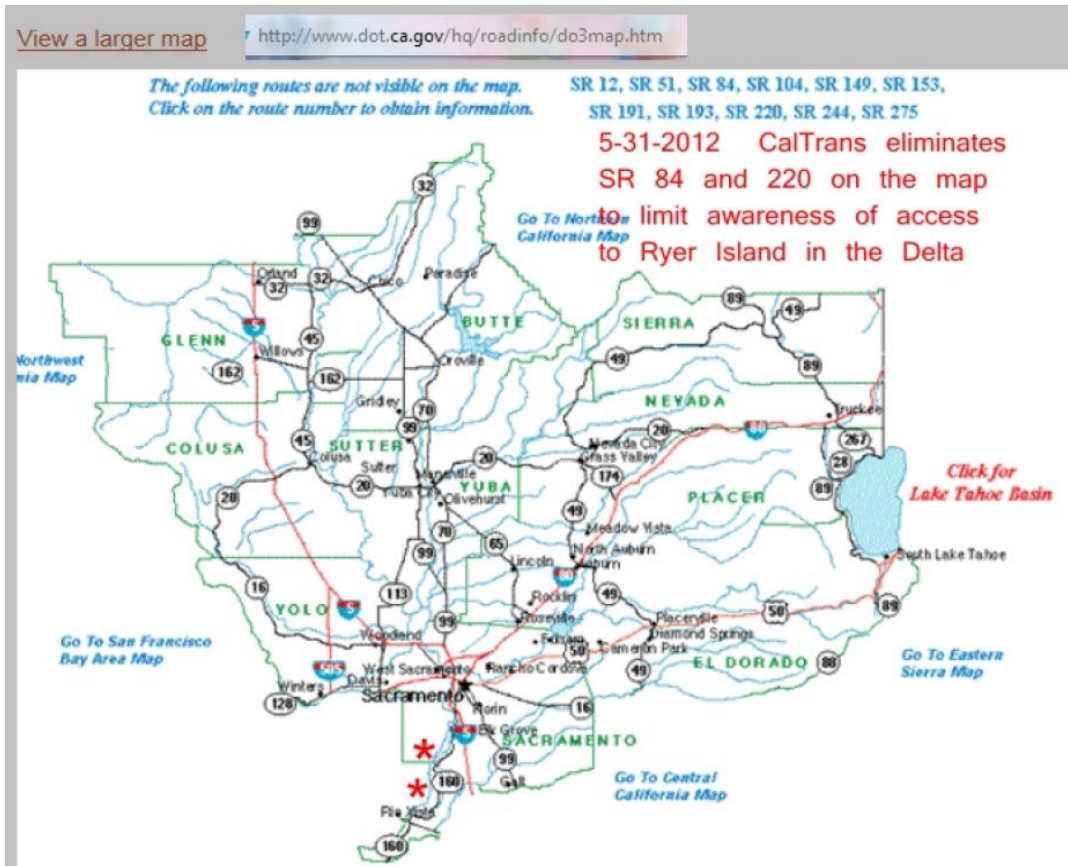 View a larger map
http://www.dot.ca.gov/hq/roadinfo/do3map.htm
The following routes are not visible on the map.
Click on the route number to obtain information.
SR 12, SR 51, SR 84, SR 104, SR 149, SR 153,
SR 191, SR 193, SR 220, SR 244, SR 275
5-31-2012 CalTrans eliminates
SR 84 and 220 on the map
to limit awareness of access
to Ryer Island in the Delta
Go To Northern
California Map
32
99
Orland
32
32
Chico
Paradise
89
49
GLENN
5
45
BUTTE
SIERRA
Northwest
nia Map
Willows
Oroville
49
162
162
89
Gridley
70
NEVADA
Truckee
99
20
80
COLUSA
45
SUTTER
Nevada City
267
Colusa
Sutter
Marysville
20
Grass Valley
28
20
Yuba City
YUBA
174
Click for
Lake Tahoe Basin
20
Olivehurst
PLACER
89
49
70
Meadow Vista
65
99
North Auburn
South Lake Tahoe
Lincoln
Auburn
80
16
113
49
Rocklin
89
YOLO
5
Roseville
50
99
Placerville
Go To San Francisco
Bay Area Map
Woodland
Folsom
Diamond Springs
50
Cameron Park
Go To Eastern
Sierra Map
505
West Sacramento
Rancho Cordova
49
EL DORADO
88
Davis
Winters
Sacramento
128
Florin
16
5
Elk Grove
SACRAMENTO
*
99
*
160
Galt
Go To Central
California Map
Rio Vista
160